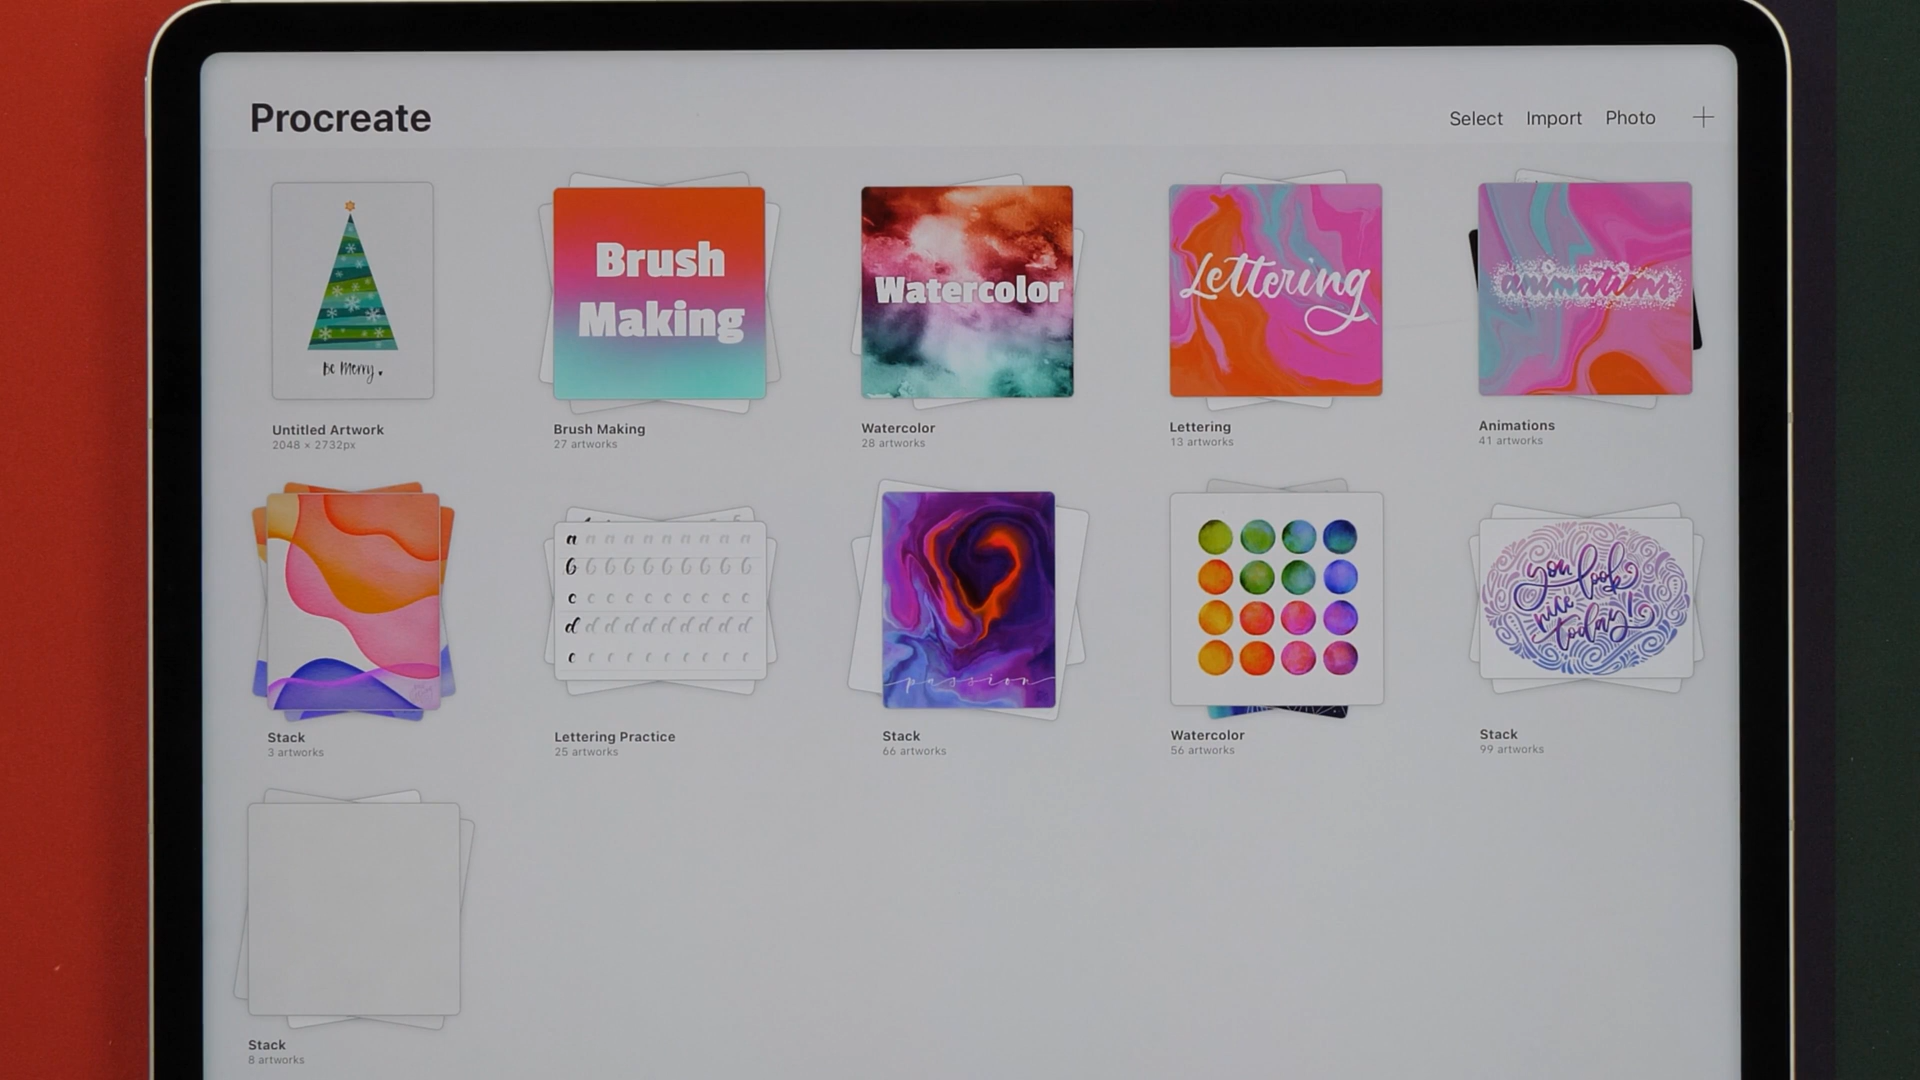 Procreate
Select Import Photo +
Be Merry.
Untitled Artwork
2048 × 2732px
Brush
Making
Brush Making
27 artworks
Watercolor
Watercolor
28 artworks
Lettering
Lettering
13 artworks
animations
Animations
41 artworks
Stack
3 artworks
a a a a a a a a a a
b b b b b b b b b b
c c c c c c c c c c
d d d d d d d d d d
Lettering Practice
25 artworks
passion
Stack
66 artworks
Watercolor
56 artworks
you look
nice
today!
Stack
99 artworks
Stack
8 artworks